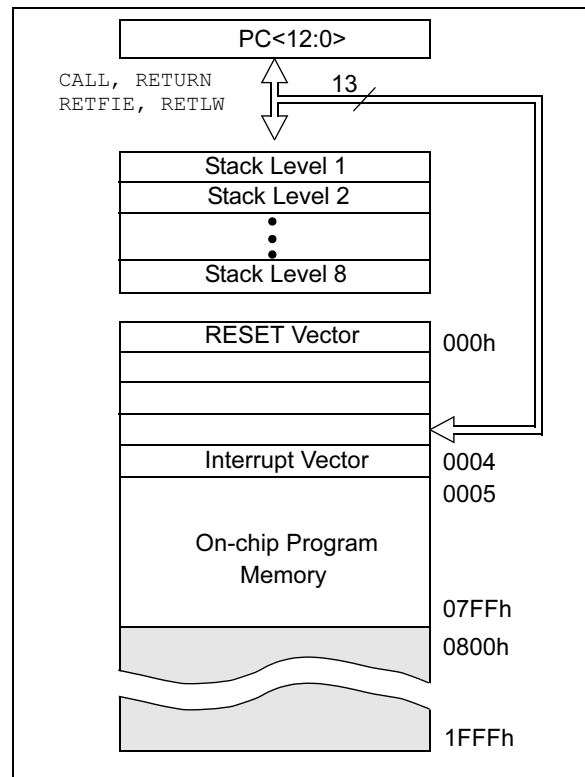 PC<12:0>
CALL, RETURN
RETFIE, RETLW
13
Stack Level 1
Stack Level 2
Stack Level 8
RESET Vector
000h
Interrupt Vector
0004
0005
On-chip Program
Memory
07FFh
0800h
1FFFh